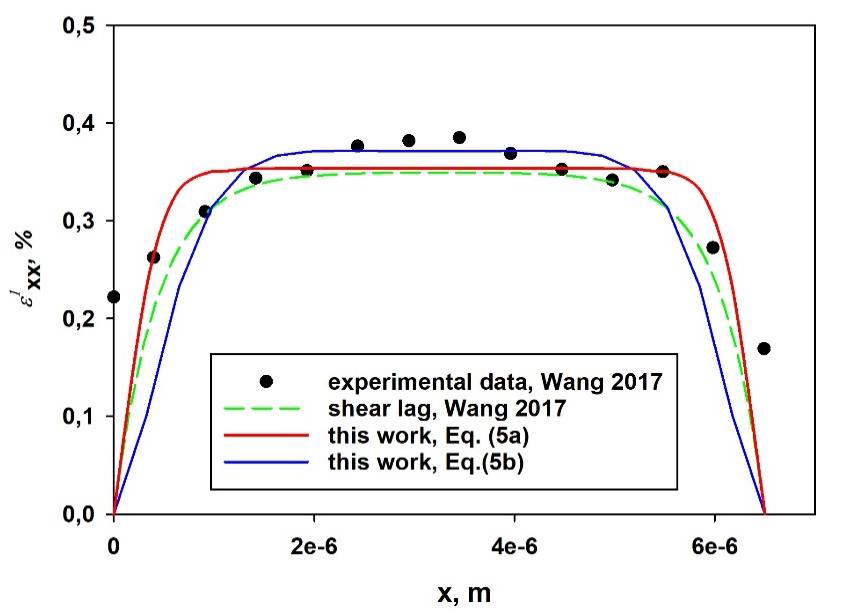 0,5
0,4
0,3
0,2
0,1
0,0
ε¹xx, %
experimental data, Wang 2017
shear lag, Wang 2017
this work, Eq. (5a)
this work, Eq.(5b)
0 2e-6 4e-6 6e-6
x, m